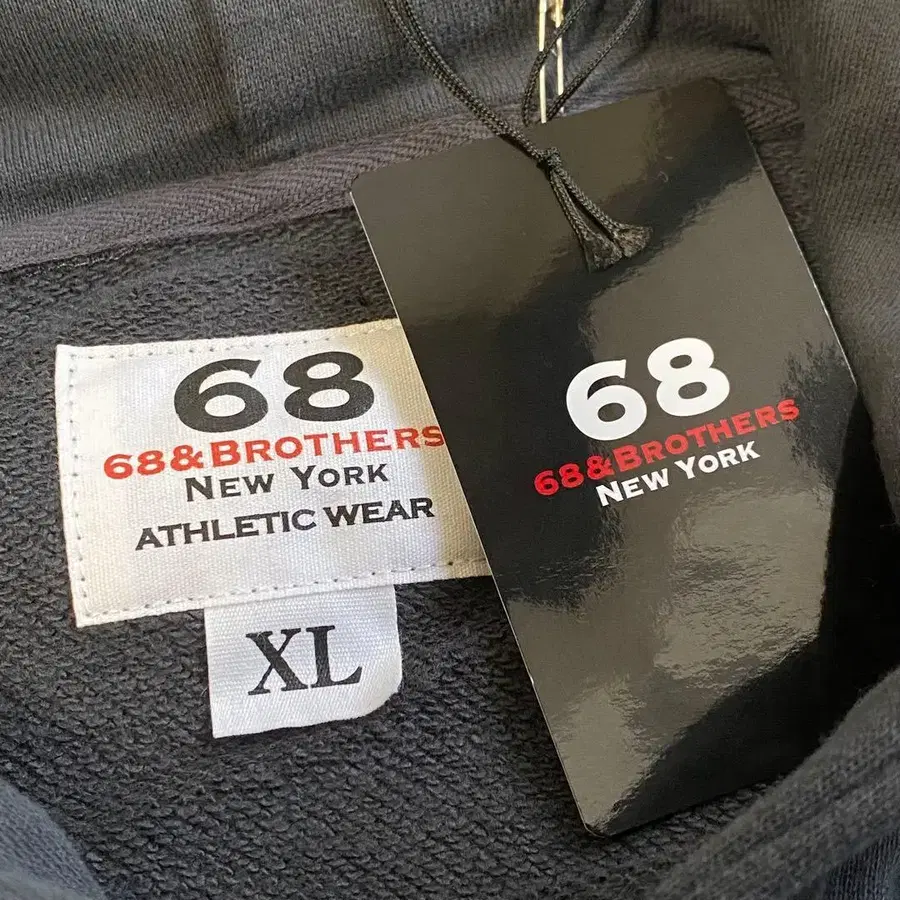 68
68&BROTHERS
NEW YORK
ATHLETIC WEAR
XL
68
68&BROTHERS
NEW YORK